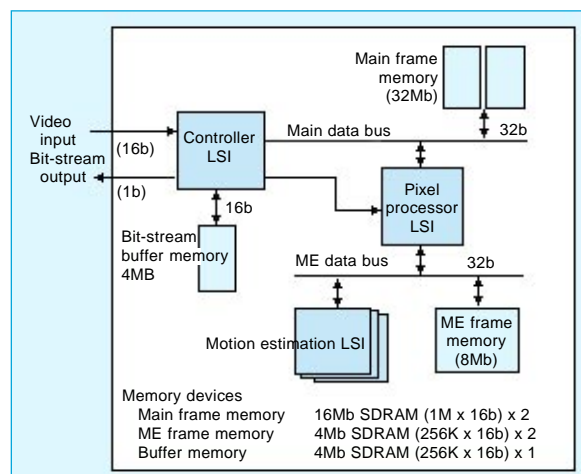 Main frame
memory
(32Mb)
Video
input
(16b)
Bit-stream
output
(1b)
Controller
LSI
Main data bus
32b
16b
Pixel
processor
LSI
Bit-stream
buffer memory
4MB
ME data bus
32b
Motion estimation LSI
ME frame
memory
(8Mb)
Memory devices
Main frame memory 16Mb SDRAM (1M x 16b) x 2
ME frame memory 4Mb SDRAM (256K x 16b) x 2
Buffer memory 4Mb SDRAM (256K x 16b) x 1